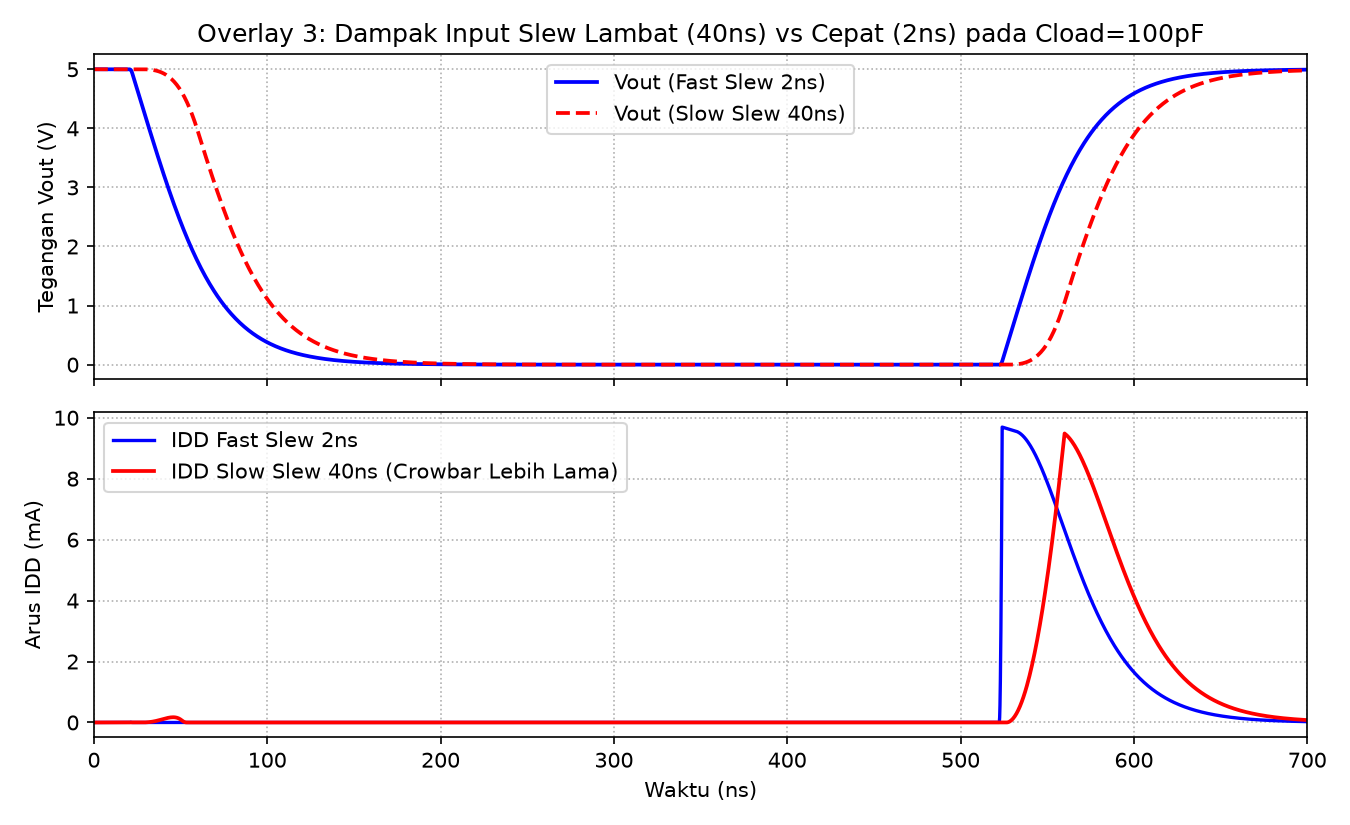 Overlay 3: Dampak Input Slew Lambat (40ns) vs Cepat (2ns) pada Cload=100pF
Tegangan Vout (V)
5
4
3
2
1
0
Vout (Fast Slew 2ns)
Vout (Slow Slew 40ns)
Arus IDD (mA)
10
8
6
4
2
0
IDD Fast Slew 2ns
IDD Slow Slew 40ns (Crowbar Lebih Lama)
0 100 200 300 400 500 600 700
Waktu (ns)